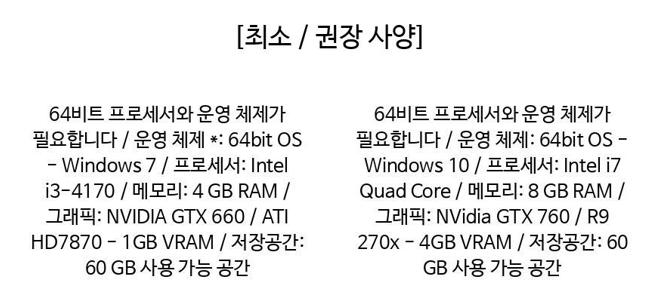 [최소 / 권장 사양]
64비트 프로세서와 운영 체제가
필요합니다 / 운영 체제 *: 64bit OS
- Windows 7 / 프로세서: Intel
i3-4170 / 메모리: 4 GB RAM /
그래픽: NVIDIA GTX 660 / ATI
HD7870 - 1GB VRAM / 저장공간:
60 GB 사용 가능 공간
64비트 프로세서와 운영 체제가
필요합니다 / 운영 체제: 64bit OS -
Windows 10 / 프로세서: Intel i7
Quad Core / 메모리: 8 GB RAM /
그래픽: NVidia GTX 760 / R9
270x - 4GB VRAM / 저장공간: 60
GB 사용 가능 공간